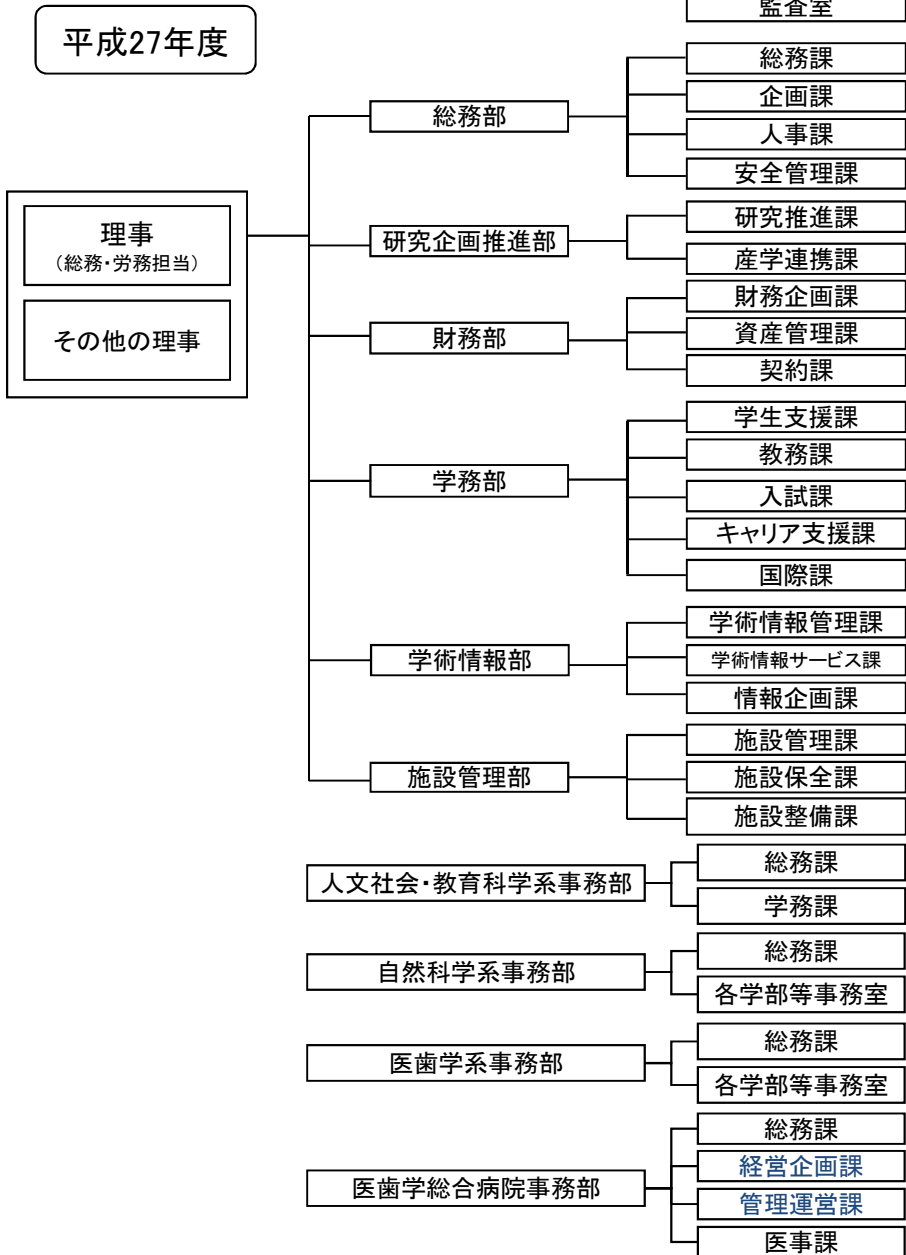 監査室
平成27年度
理事
（総務・労務担当）
その他の理事
総務部
総務課
企画課
人事課
安全管理課
研究企画推進部
研究推進課
産学連携課
財務部
財務企画課
資産管理課
契約課
学務部
学生支援課
教務課
入試課
キャリア支援課
国際課
学術情報部
学術情報管理課
学術情報サービス課
情報企画課
施設管理部
施設管理課
施設保全課
施設整備課
人文社会・教育科学系事務部
総務課
学務課
自然科学系事務部
総務課
各学部等事務室
医歯学系事務部
総務課
各学部等事務室
医歯学総合病院事務部
総務課
経営企画課
管理運営課
医事課